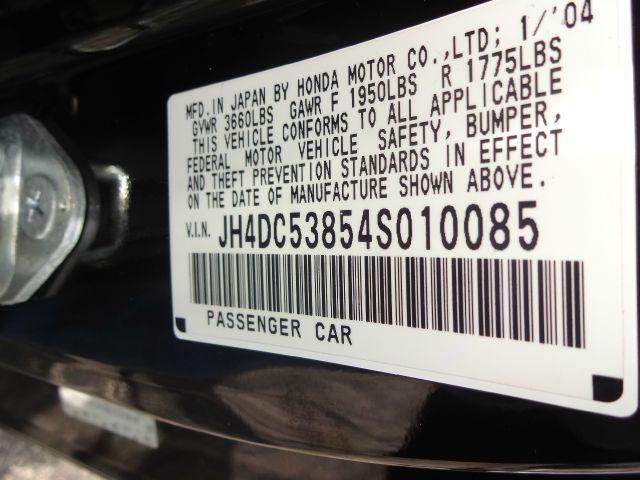 MFD. IN JAPAN BY HONDA MOTOR CO.,LTD; 1/'04
GVWR 3660LBS GAWR F 1950LBS R 1775LBS
THIS VEHICLE CONFORMS TO ALL APPLICABLE
FEDERAL MOTOR VEHICLE SAFETY, BUMPER,
AND THEFT PREVENTION STANDARDS IN EFFECT
ON THE DATE OF MANUFACTURE SHOWN ABOVE.
V.I.N. JH4DC53854S010085
PASSENGER CAR